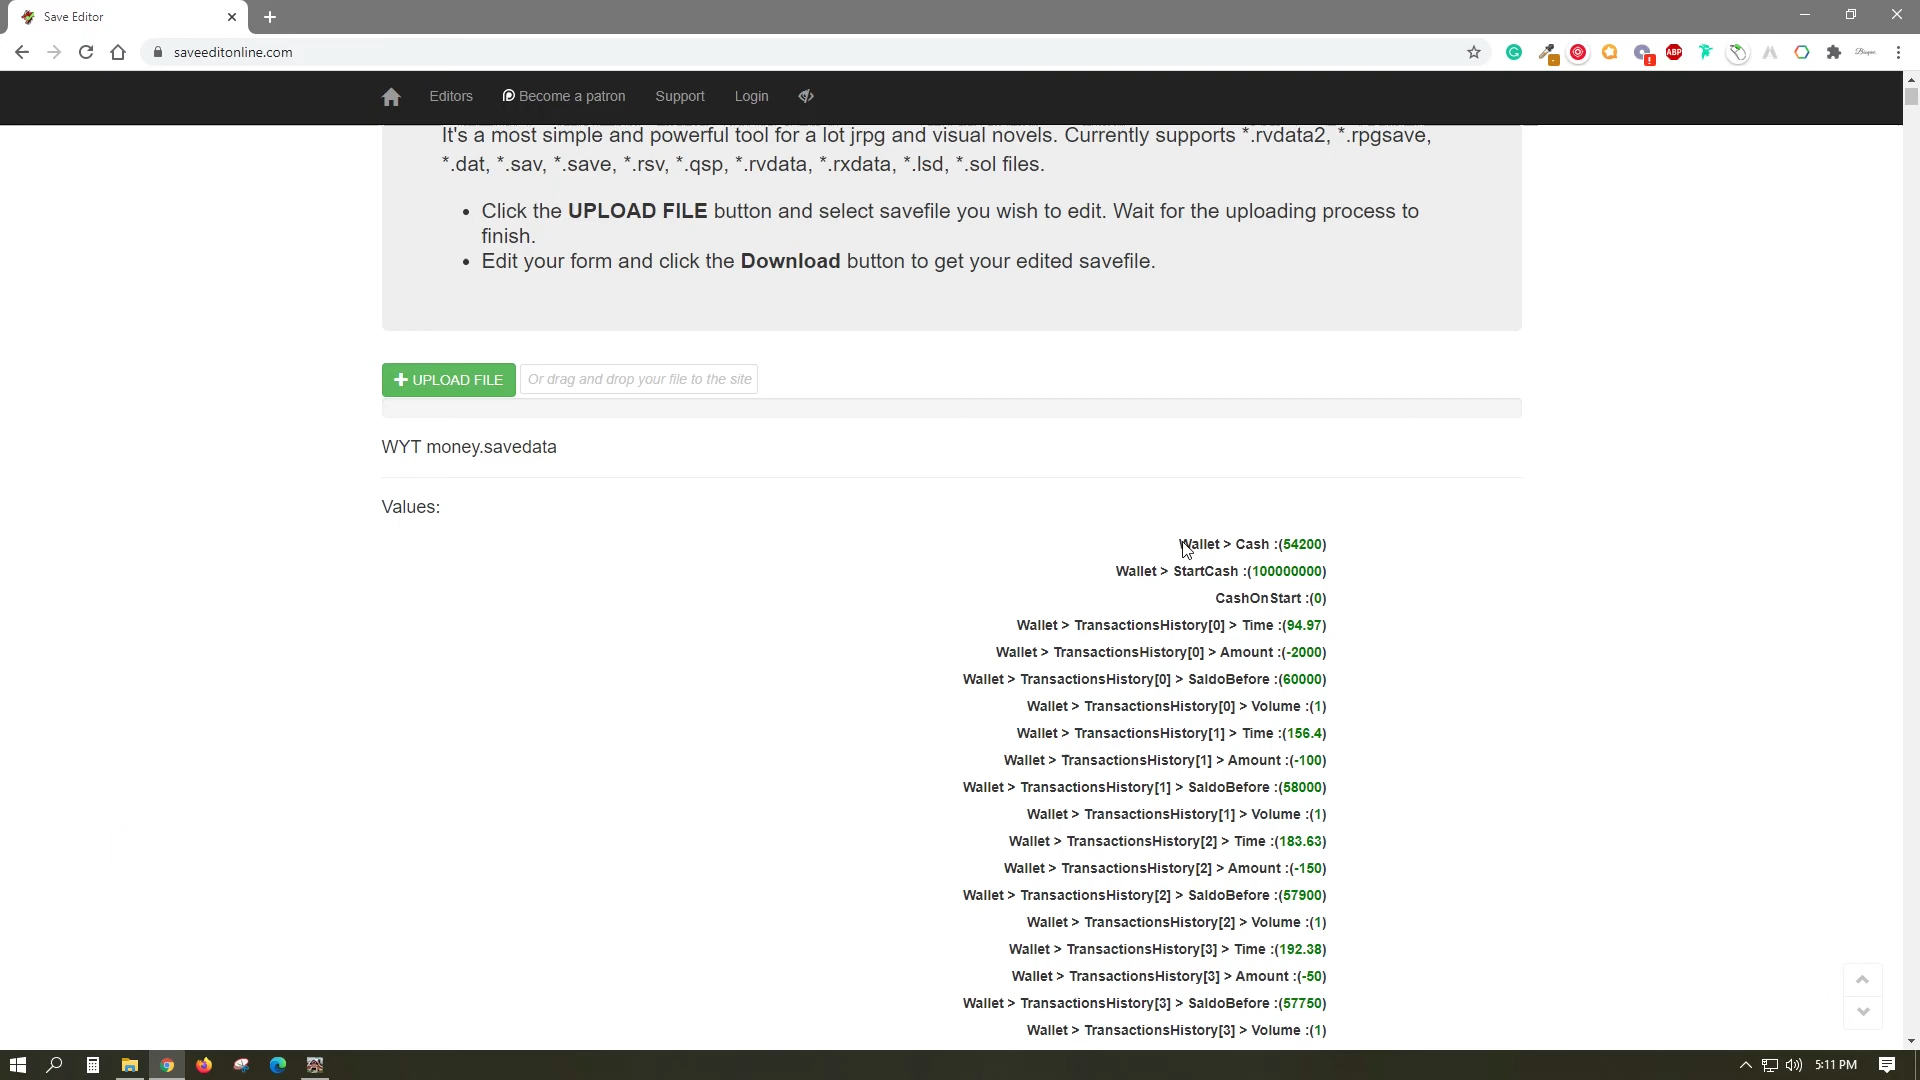 Save Editor
saveeditonline.com
ABP
Editors
Become a patron
Support
Login
It's a most simple and powerful tool for a lot jrpg and visual novels. Currently supports *.rvdata2, *.rpgsave,
*.dat, *.sav, *.save, *.rsv, *.qsp, *.rvdata, *.rxdata, *.lsd, *.sol files.
• Click the UPLOAD FILE button and select savefile you wish to edit. Wait for the uploading process to
finish.
• Edit your form and click the Download button to get your edited savefile.
UPLOAD FILE
Or drag and drop your file to the site
WYT money.savedata
Values:
Wallet > Cash :(54200)
Wallet > StartCash :(100000000)
CashOnStart :(0)
Wallet > TransactionsHistory[0] > Time :(94.97)
Wallet > TransactionsHistory[0] > Amount :(-2000)
Wallet > TransactionsHistory[0] > SaldoBefore :(60000)
Wallet > TransactionsHistory[0] > Volume :(1)
Wallet > TransactionsHistory[1] > Time :(156.4)
Wallet > TransactionsHistory[1] > Amount :(-100)
Wallet > TransactionsHistory[1] > SaldoBefore :(58000)
Wallet > TransactionsHistory[1] > Volume :(1)
Wallet > TransactionsHistory[2] > Time :(183.63)
Wallet > TransactionsHistory[2] > Amount :(-150)
Wallet > TransactionsHistory[2] > SaldoBefore :(57900)
Wallet > TransactionsHistory[2] > Volume :(1)
Wallet > TransactionsHistory[3] > Time :(192.38)
Wallet > TransactionsHistory[3] > Amount :(-50)
Wallet > TransactionsHistory[3] > SaldoBefore :(57750)
Wallet > TransactionsHistory[3] > Volume :(1)
5:11 PM